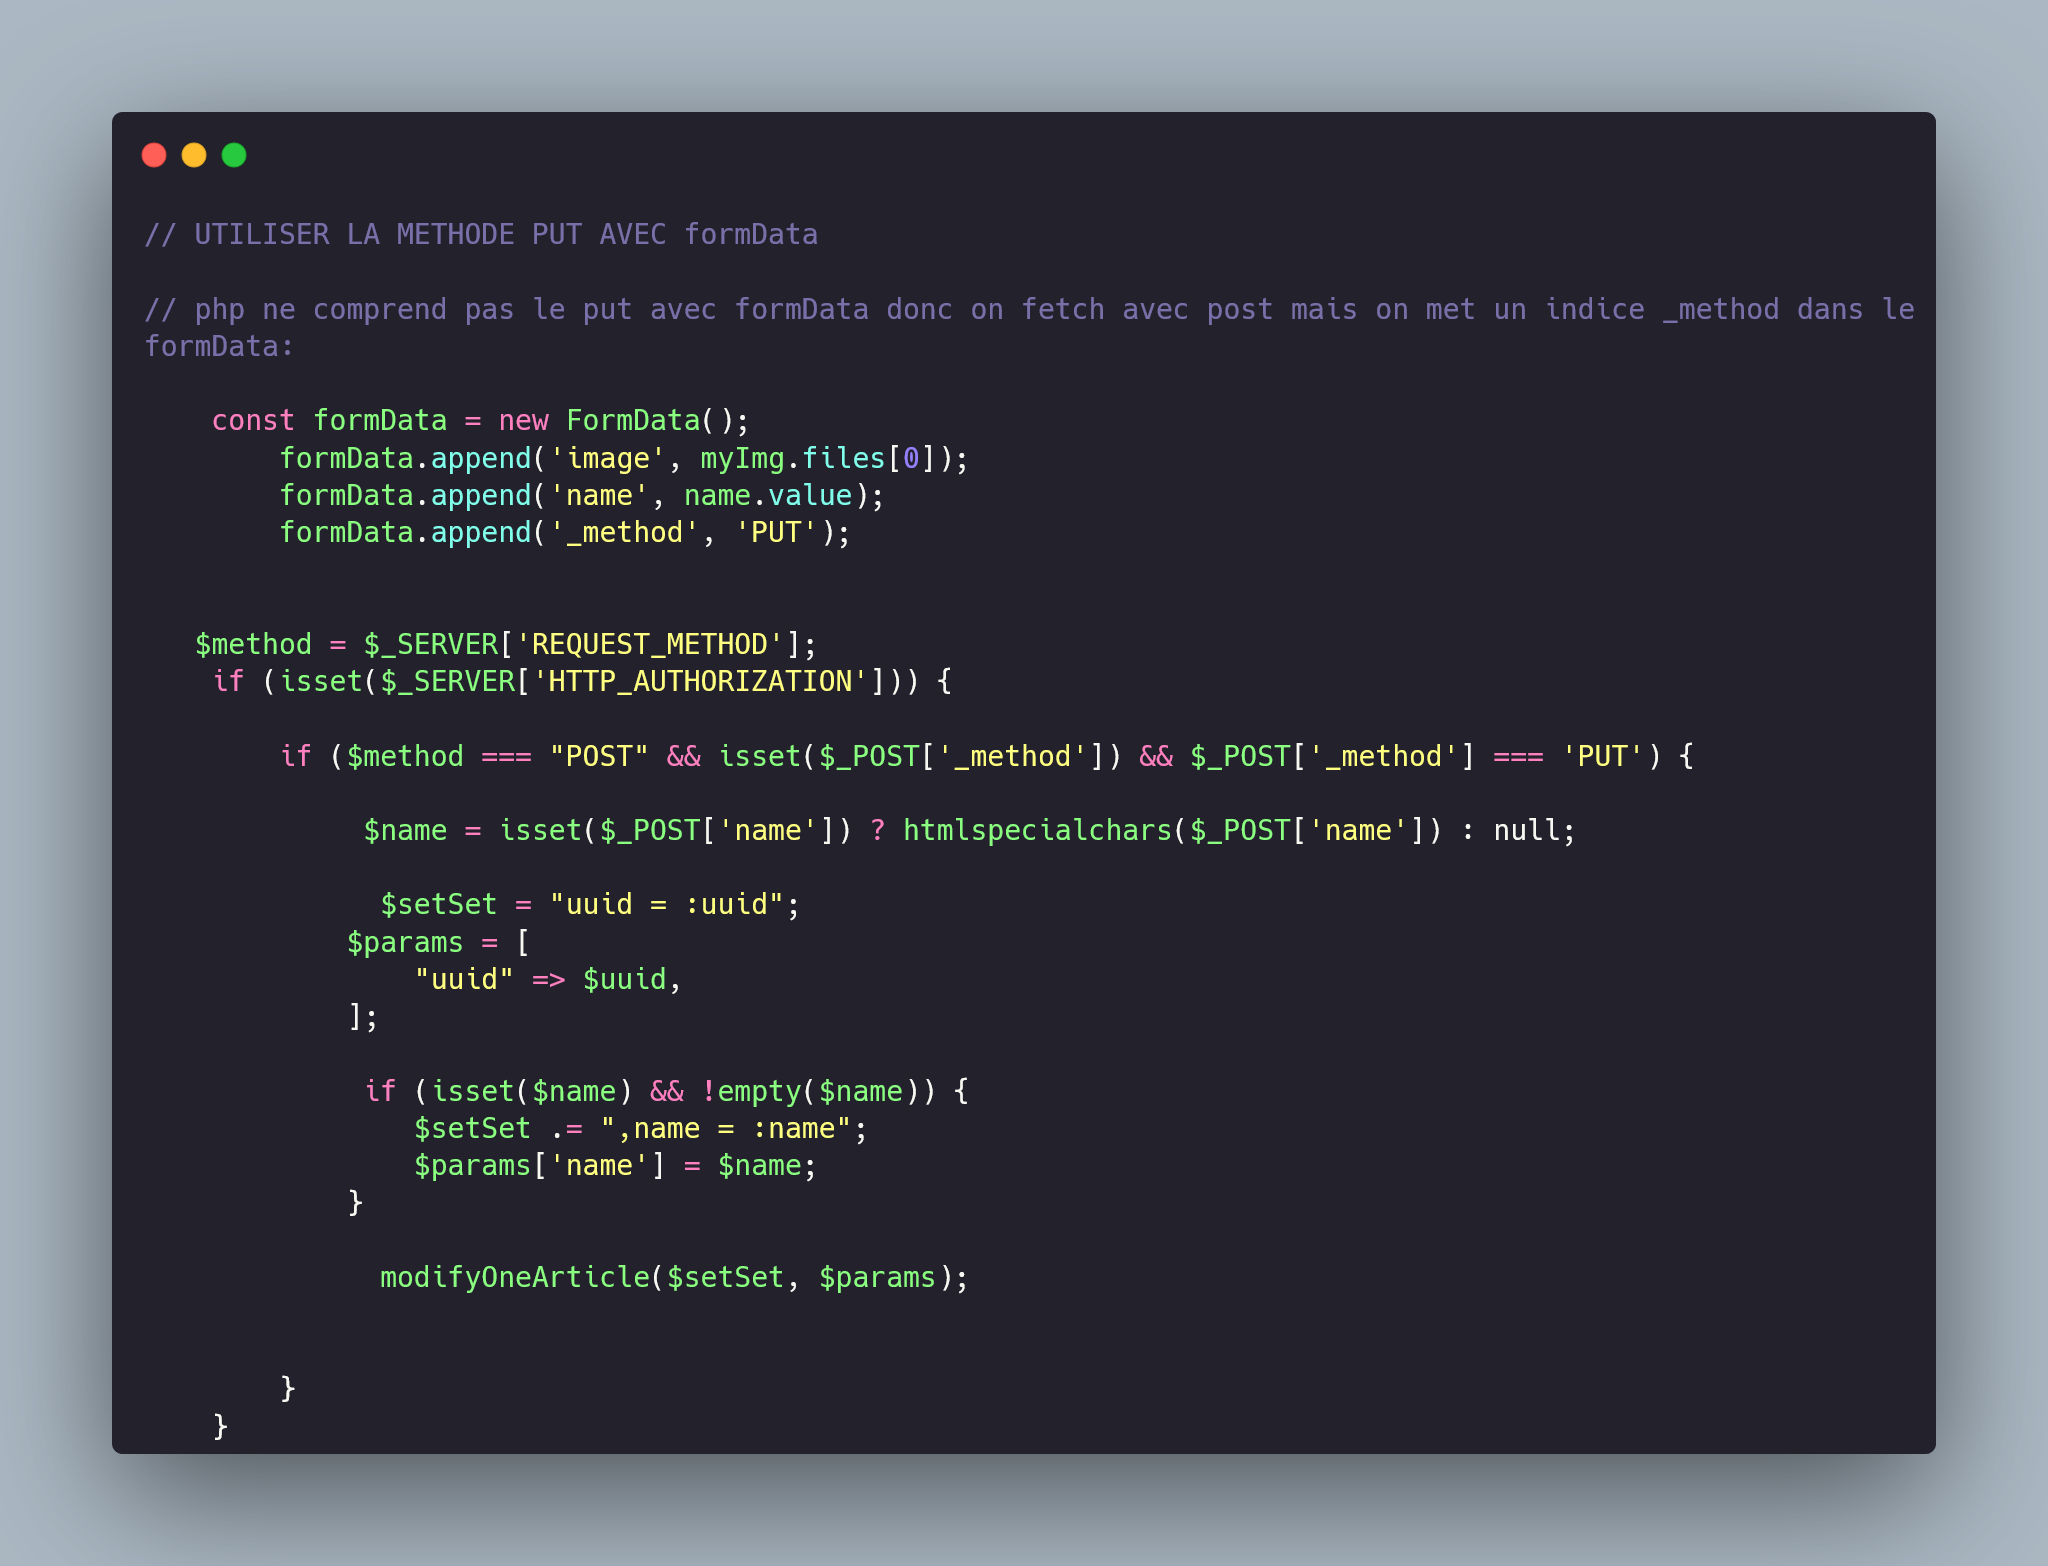 // UTILISER LA METHODE PUT AVEC formData
// php ne comprend pas le put avec formData donc on fetch avec post mais on met un indice _method dans le
formData:
const formData = new FormData();
formData.append('image', myImg.files[0]);
formData.append('name', name.value);
formData.append('_method', 'PUT');
$method = $_SERVER['REQUEST_METHOD'];
if (isset($_SERVER['HTTP_AUTHORIZATION'])) {
if ($method === "POST" && isset($_POST['_method']) && $_POST['_method'] === 'PUT') {
$name = isset($_POST['name']) ? htmlspecialchars($_POST['name']) : null;
$setSet = "uuid = :uuid";
$params = [
"uuid" => $uuid,
];
if (isset($name) && !empty($name)) {
$setSet .= ",name = :name";
$params['name'] = $name;
}
modifyOneArticle($setSet, $params);
}
}